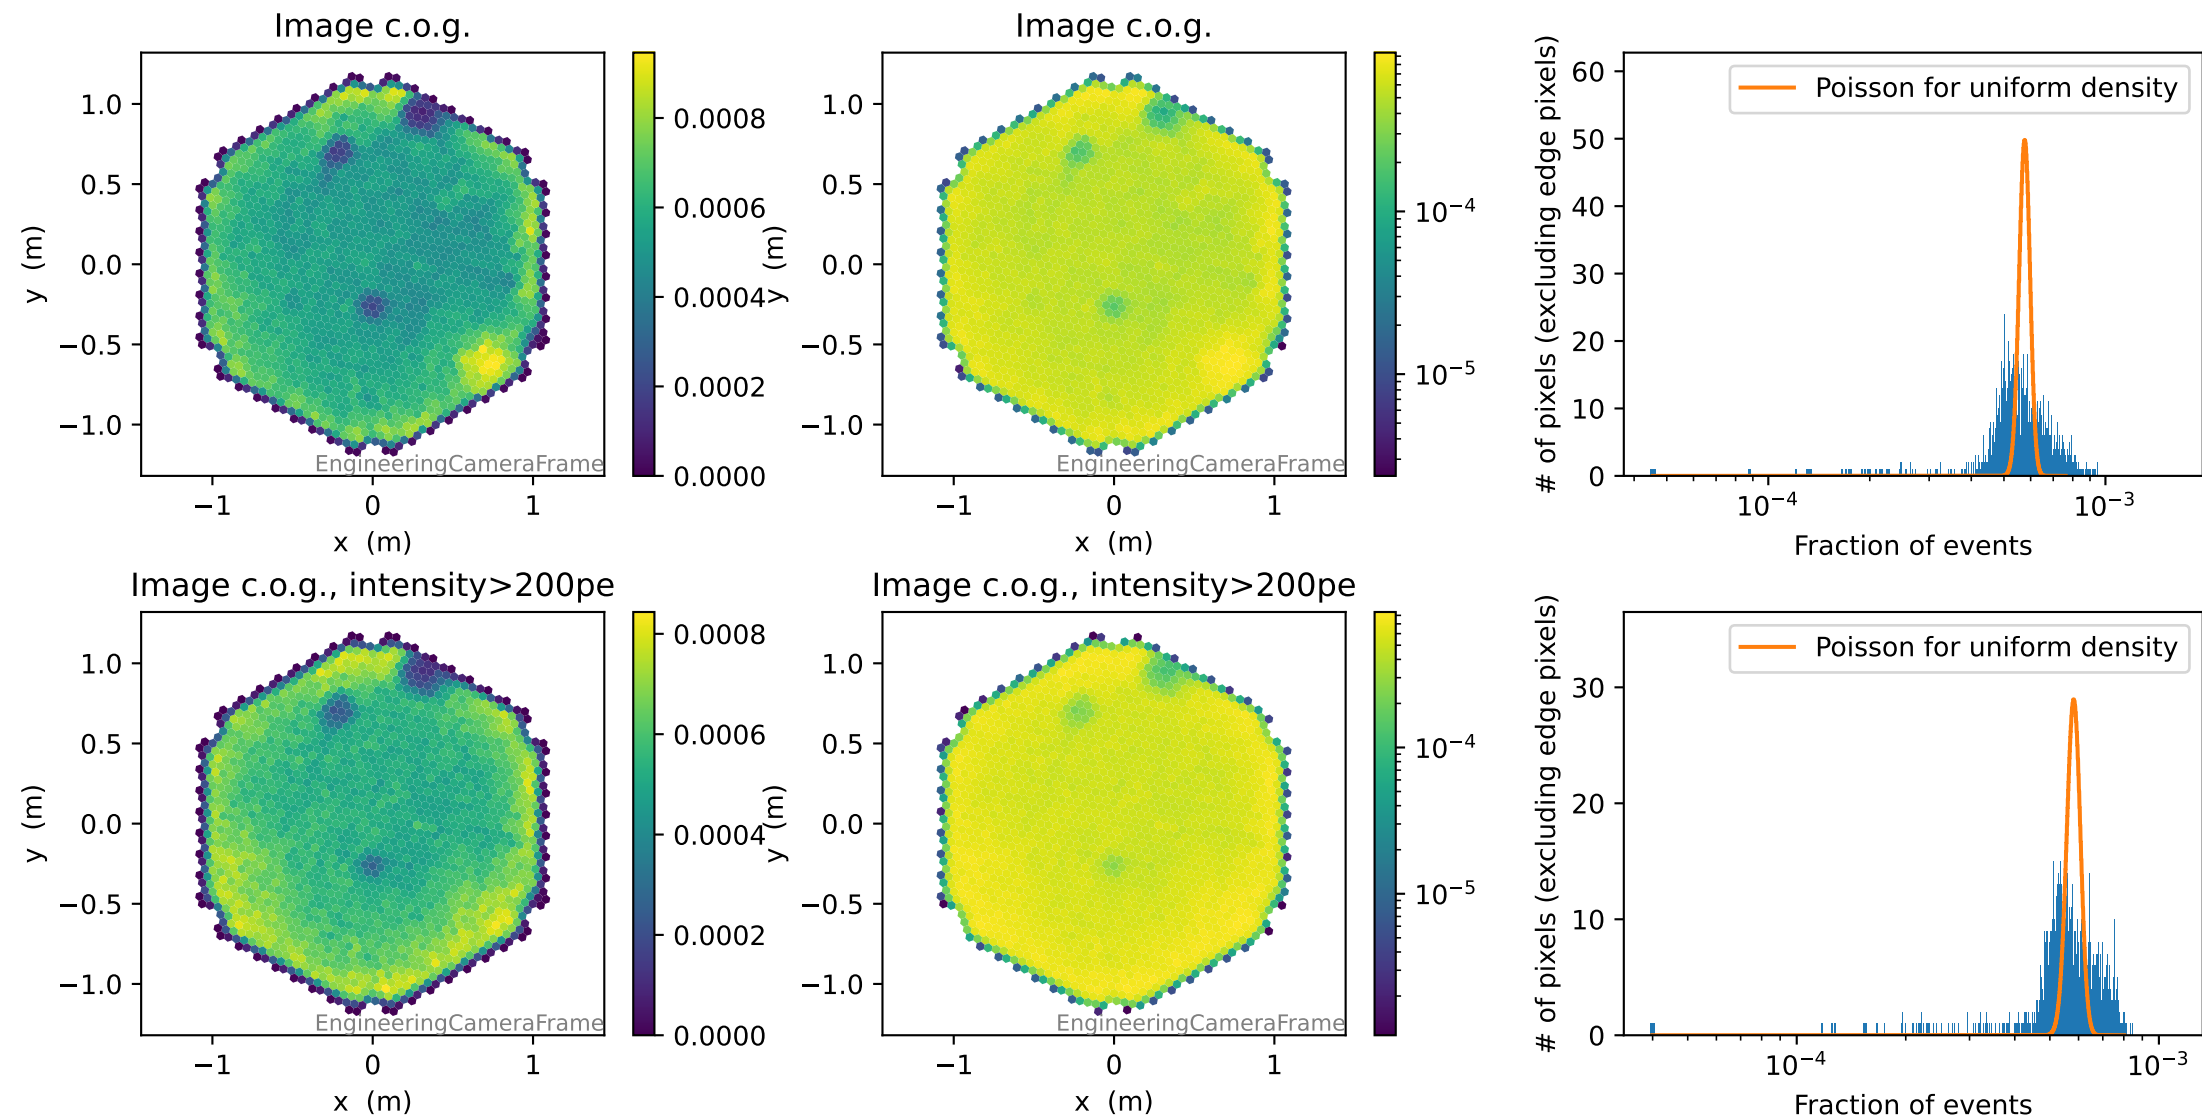 Image c.o.g.
1.0
0.5
0.0
−0.5
−1.0
y (m)
−1
0
1
x (m)
EngineeringCameraFrame
0.0008
0.0006
0.0004
0.0002
0.0000
Image c.o.g.
1.0
0.5
0.0
−0.5
−1.0
y (m)
−1
0
1
x (m)
EngineeringCameraFrame
10⁻⁴
10⁻⁵
# of pixels (excluding edge pixels)
60
50
40
30
20
10
0
Poisson for uniform density
10⁻⁴
10⁻³
Fraction of events
Image c.o.g., intensity>200pe
1.0
0.5
0.0
−0.5
−1.0
y (m)
−1
0
1
x (m)
EngineeringCameraFrame
0.0008
0.0006
0.0004
0.0002
0.0000
Image c.o.g., intensity>200pe
1.0
0.5
0.0
−0.5
−1.0
y (m)
−1
0
1
x (m)
EngineeringCameraFrame
10⁻⁴
10⁻⁵
# of pixels (excluding edge pixels)
30
20
10
0
Poisson for uniform density
10⁻⁴
10⁻³
Fraction of events